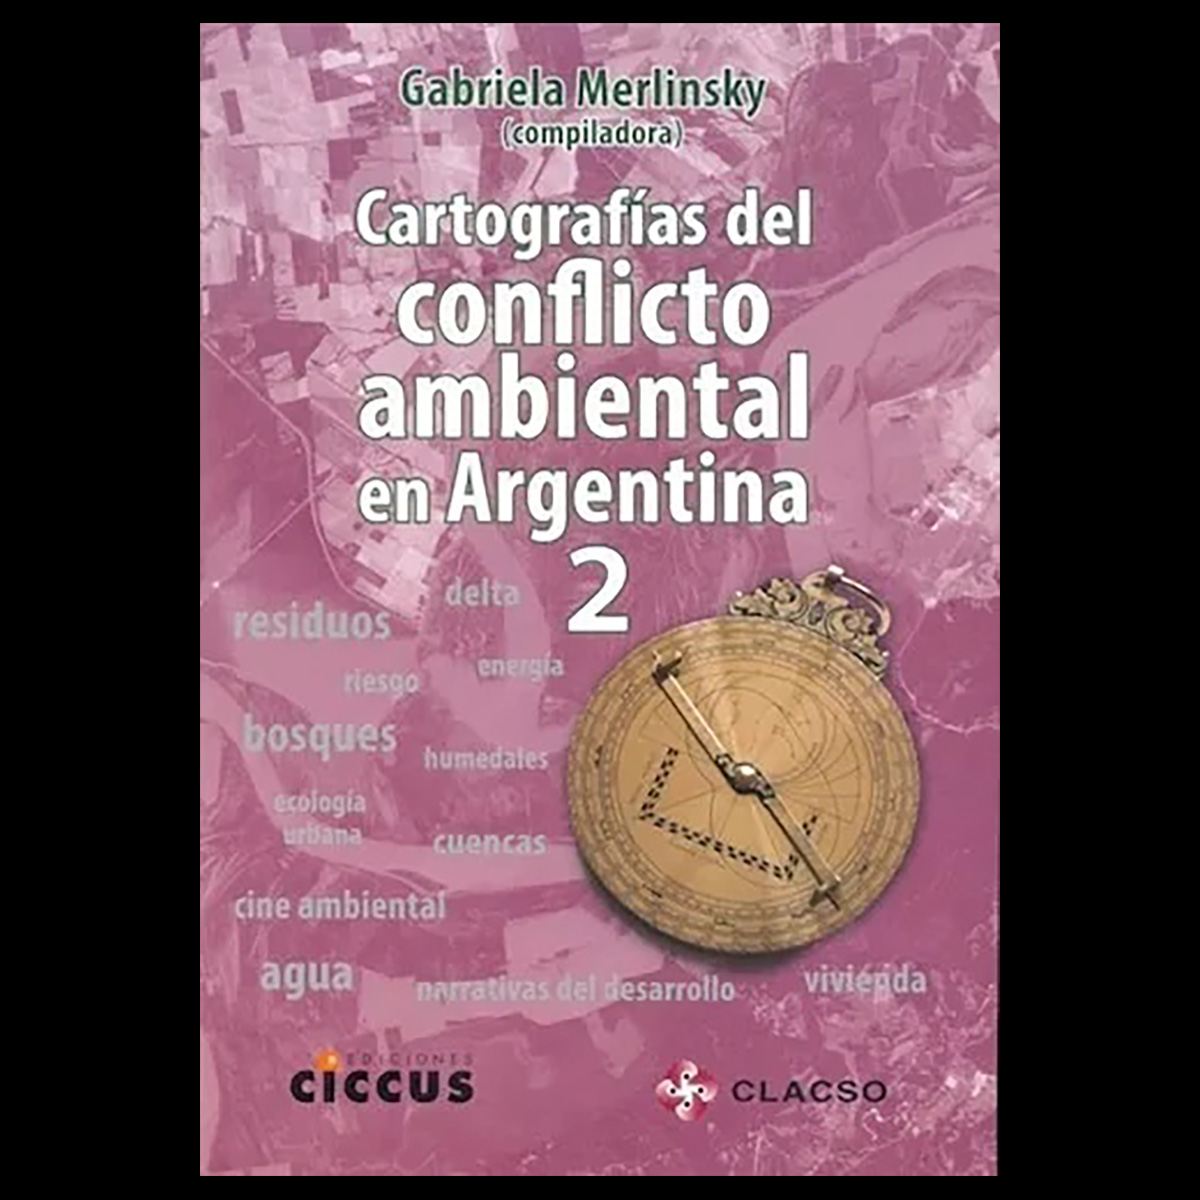 Gabriela Merlinsky
(compiladora)
Cartografías del
conflicto
ambiental
en Argentina
2
delta
residuos
energía
riesgo
bosques
humedales
ecología
urbana
cuencas
cine ambiental
agua
narrativas del desarrollo
vivienda
EDICIONES
CICCUS
CLACSO